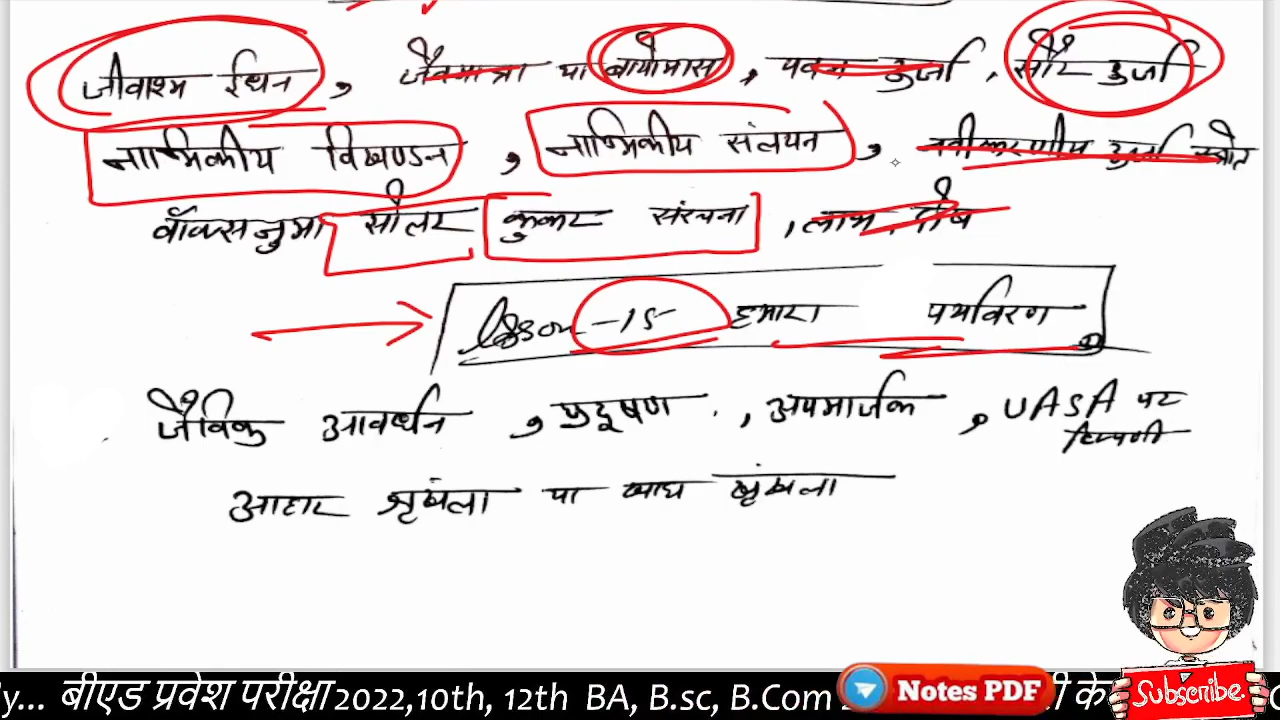 जीवाश्म ईधन, जैवमात्रा या बायोमास, पवन ऊर्जा, सौर ऊर्जा
नाभिकीय विखण्डन, नाभिकीय संलयन, नवीकरणीय ऊर्जा स्त्रोत
बॉक्सनुमा सोलर कुकर संरचना, लाभ, दोष
lesson-15 हमारा पर्यावरण
जैविक आवर्धन, प्रदूषण, अपमार्जक, UASA पर
टिप्पणी
आहार श्रृखंला या खाद्य श्रृंखला
y... बीएड प्रवेश परीक्षा 2022,10th, 12th BA, B.sc, B.Com 2
Notes PDF
ी के
Subscribe